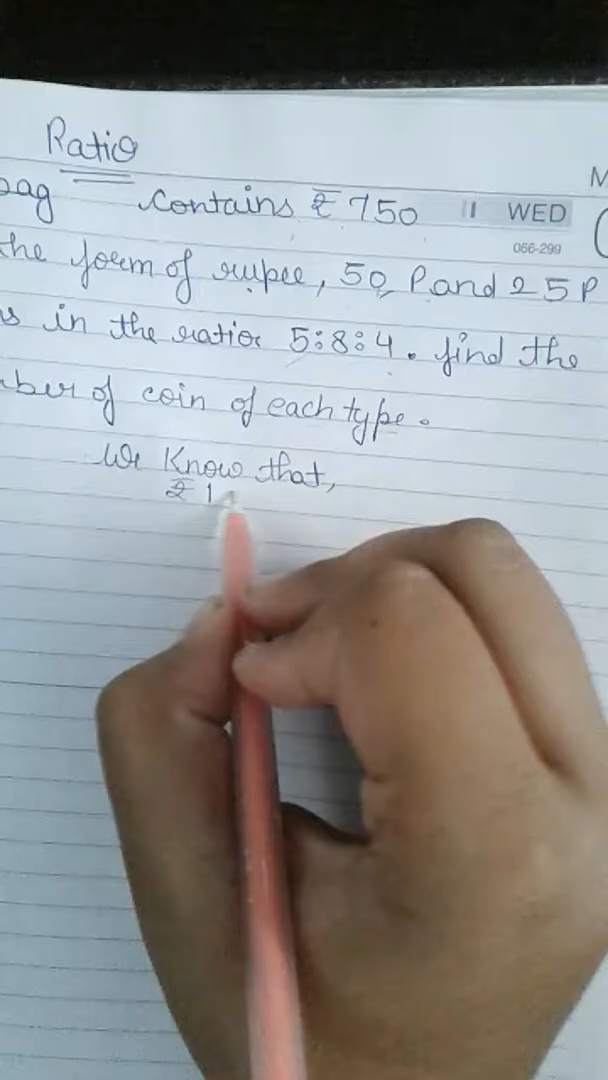 Ratio
bag contains ₹ 750
WED
066-299
the form of rupee, 50 P and 25 P
in the ratio 5:8:4. find the
of coin of each type.
We Know that,
₹ 1